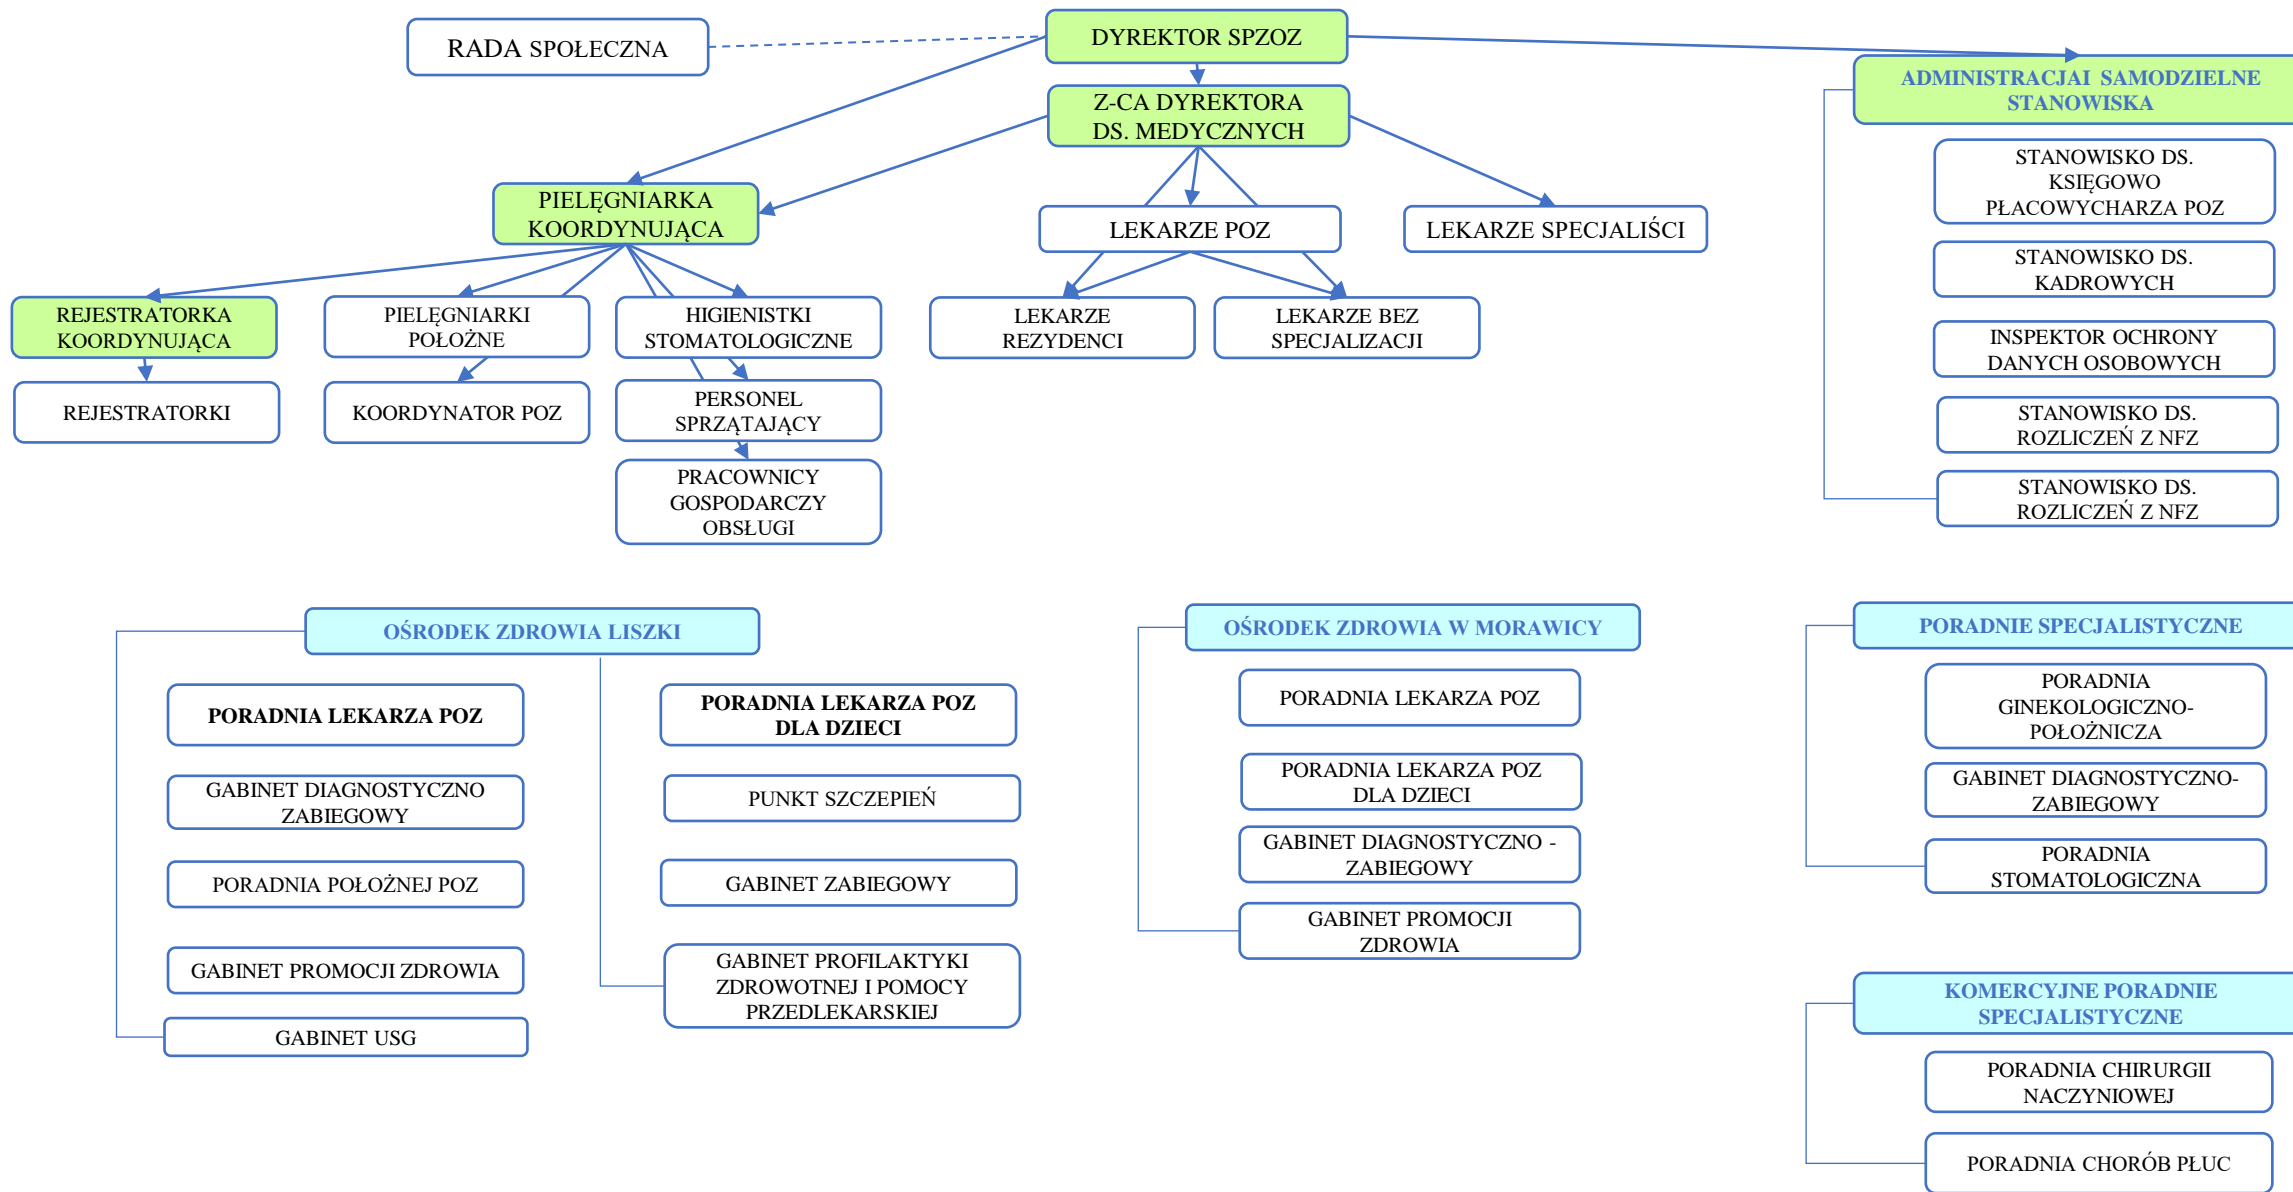 RADA SPOŁECZNA
DYREKTOR SPZOZ
Z-CA DYREKTORA
DS. MEDYCZNYCH
ADMINISTRACJAI SAMODZIELNE
STANOWISKA
PIELĘGNIARKA
KOORDYNUJĄCA
LEKARZE POZ
LEKARZE SPECJALIŚCI
STANOWISKO DS.
KSIĘGOWO
PŁACOWYCHARZA POZ
STANOWISKO DS.
KADROWYCH
INSPEKTOR OCHRONY
DANYCH OSOBOWYCH
STANOWISKO DS.
ROZLICZEŃ Z NFZ
STANOWISKO DS.
ROZLICZEŃ Z NFZ
REJESTRATORKA
KOORDYNUJĄCA
PIELĘGNIARKI
POŁOŻNE
HIGIENISTKI
STOMATOLOGICZNE
LEKARZE
REZYDENCI
LEKARZE BEZ
SPECJALIZACJI
REJESTRATORKI
KOORDYNATOR POZ
PERSONEL
SPRZĄTAJĄCY
PRACOWNICY
GOSPODARCZY
OBSŁUGI
OŚRODEK ZDROWIA LISZKI
PORADNIA LEKARZA POZ
GABINET DIAGNOSTYCZNO
ZABIEGOWY
PORADNIA POŁOŻNEJ POZ
GABINET PROMOCJI ZDROWIA
GABINET USG
PORADNIA LEKARZA POZ
DLA DZIECI
PUNKT SZCZEPIEŃ
GABINET ZABIEGOWY
GABINET PROFILAKTYKI
ZDROWOTNEJ I POMOCY
PRZEDLEKARSKIEJ
OŚRODEK ZDROWIA W MORAWICY
PORADNIA LEKARZA POZ
PORADNIA LEKARZA POZ
DLA DZIECI
GABINET DIAGNOSTYCZNO -
ZABIEGOWY
GABINET PROMOCJI
ZDROWIA
PORADNIE SPECJALISTYCZNE
PORADNIA
GINEKOLOGICZNO-
POŁOŻNICZA
GABINET DIAGNOSTYCZNO-
ZABIEGOWY
PORADNIA
STOMATOLOGICZNA
KOMERCYJNE PORADNIE
SPECJALISTYCZNE
PORADNIA CHIRURGII
NACZYNIOWEJ
PORADNIA CHORÓB PŁUC